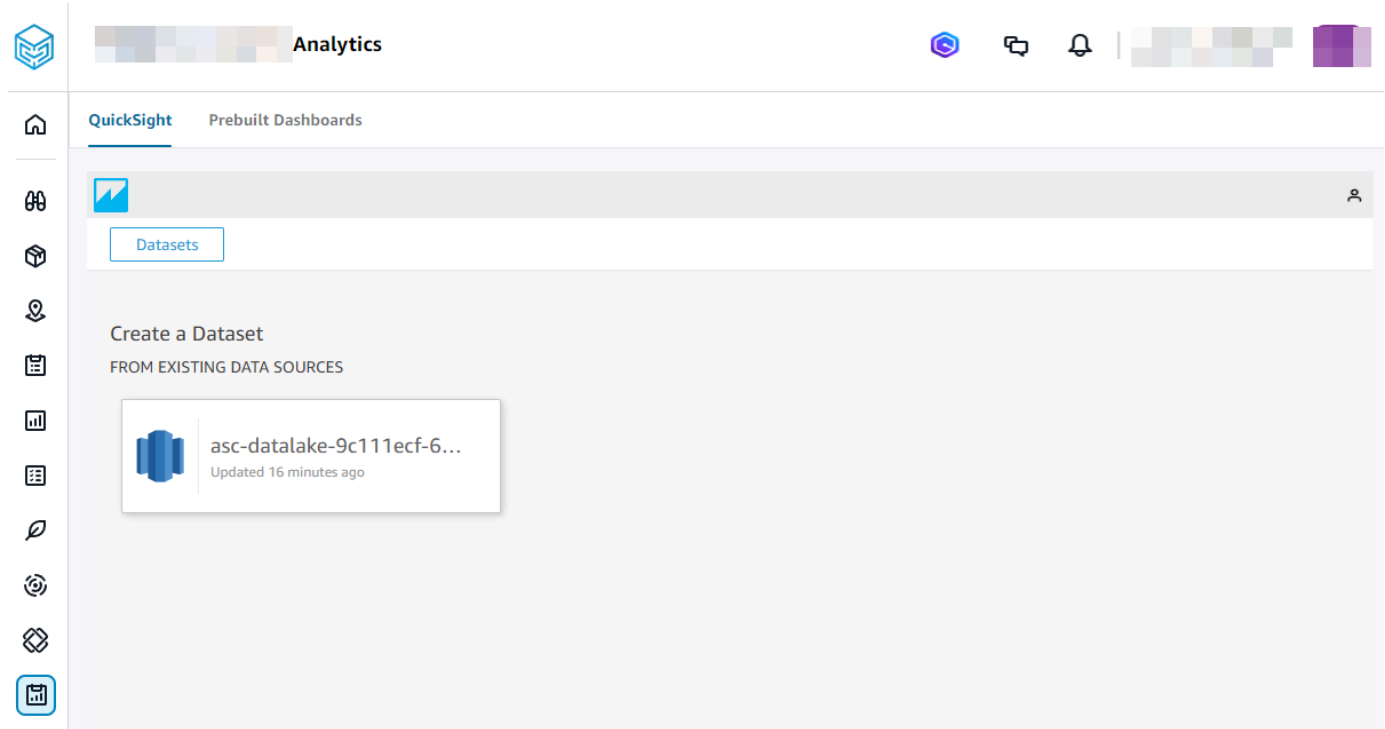 Analytics
QuickSight
Prebuilt Dashboards
Datasets
Create a Dataset
FROM EXISTING DATA SOURCES
asc-datalake-9c111ecf-6...
Updated 16 minutes ago